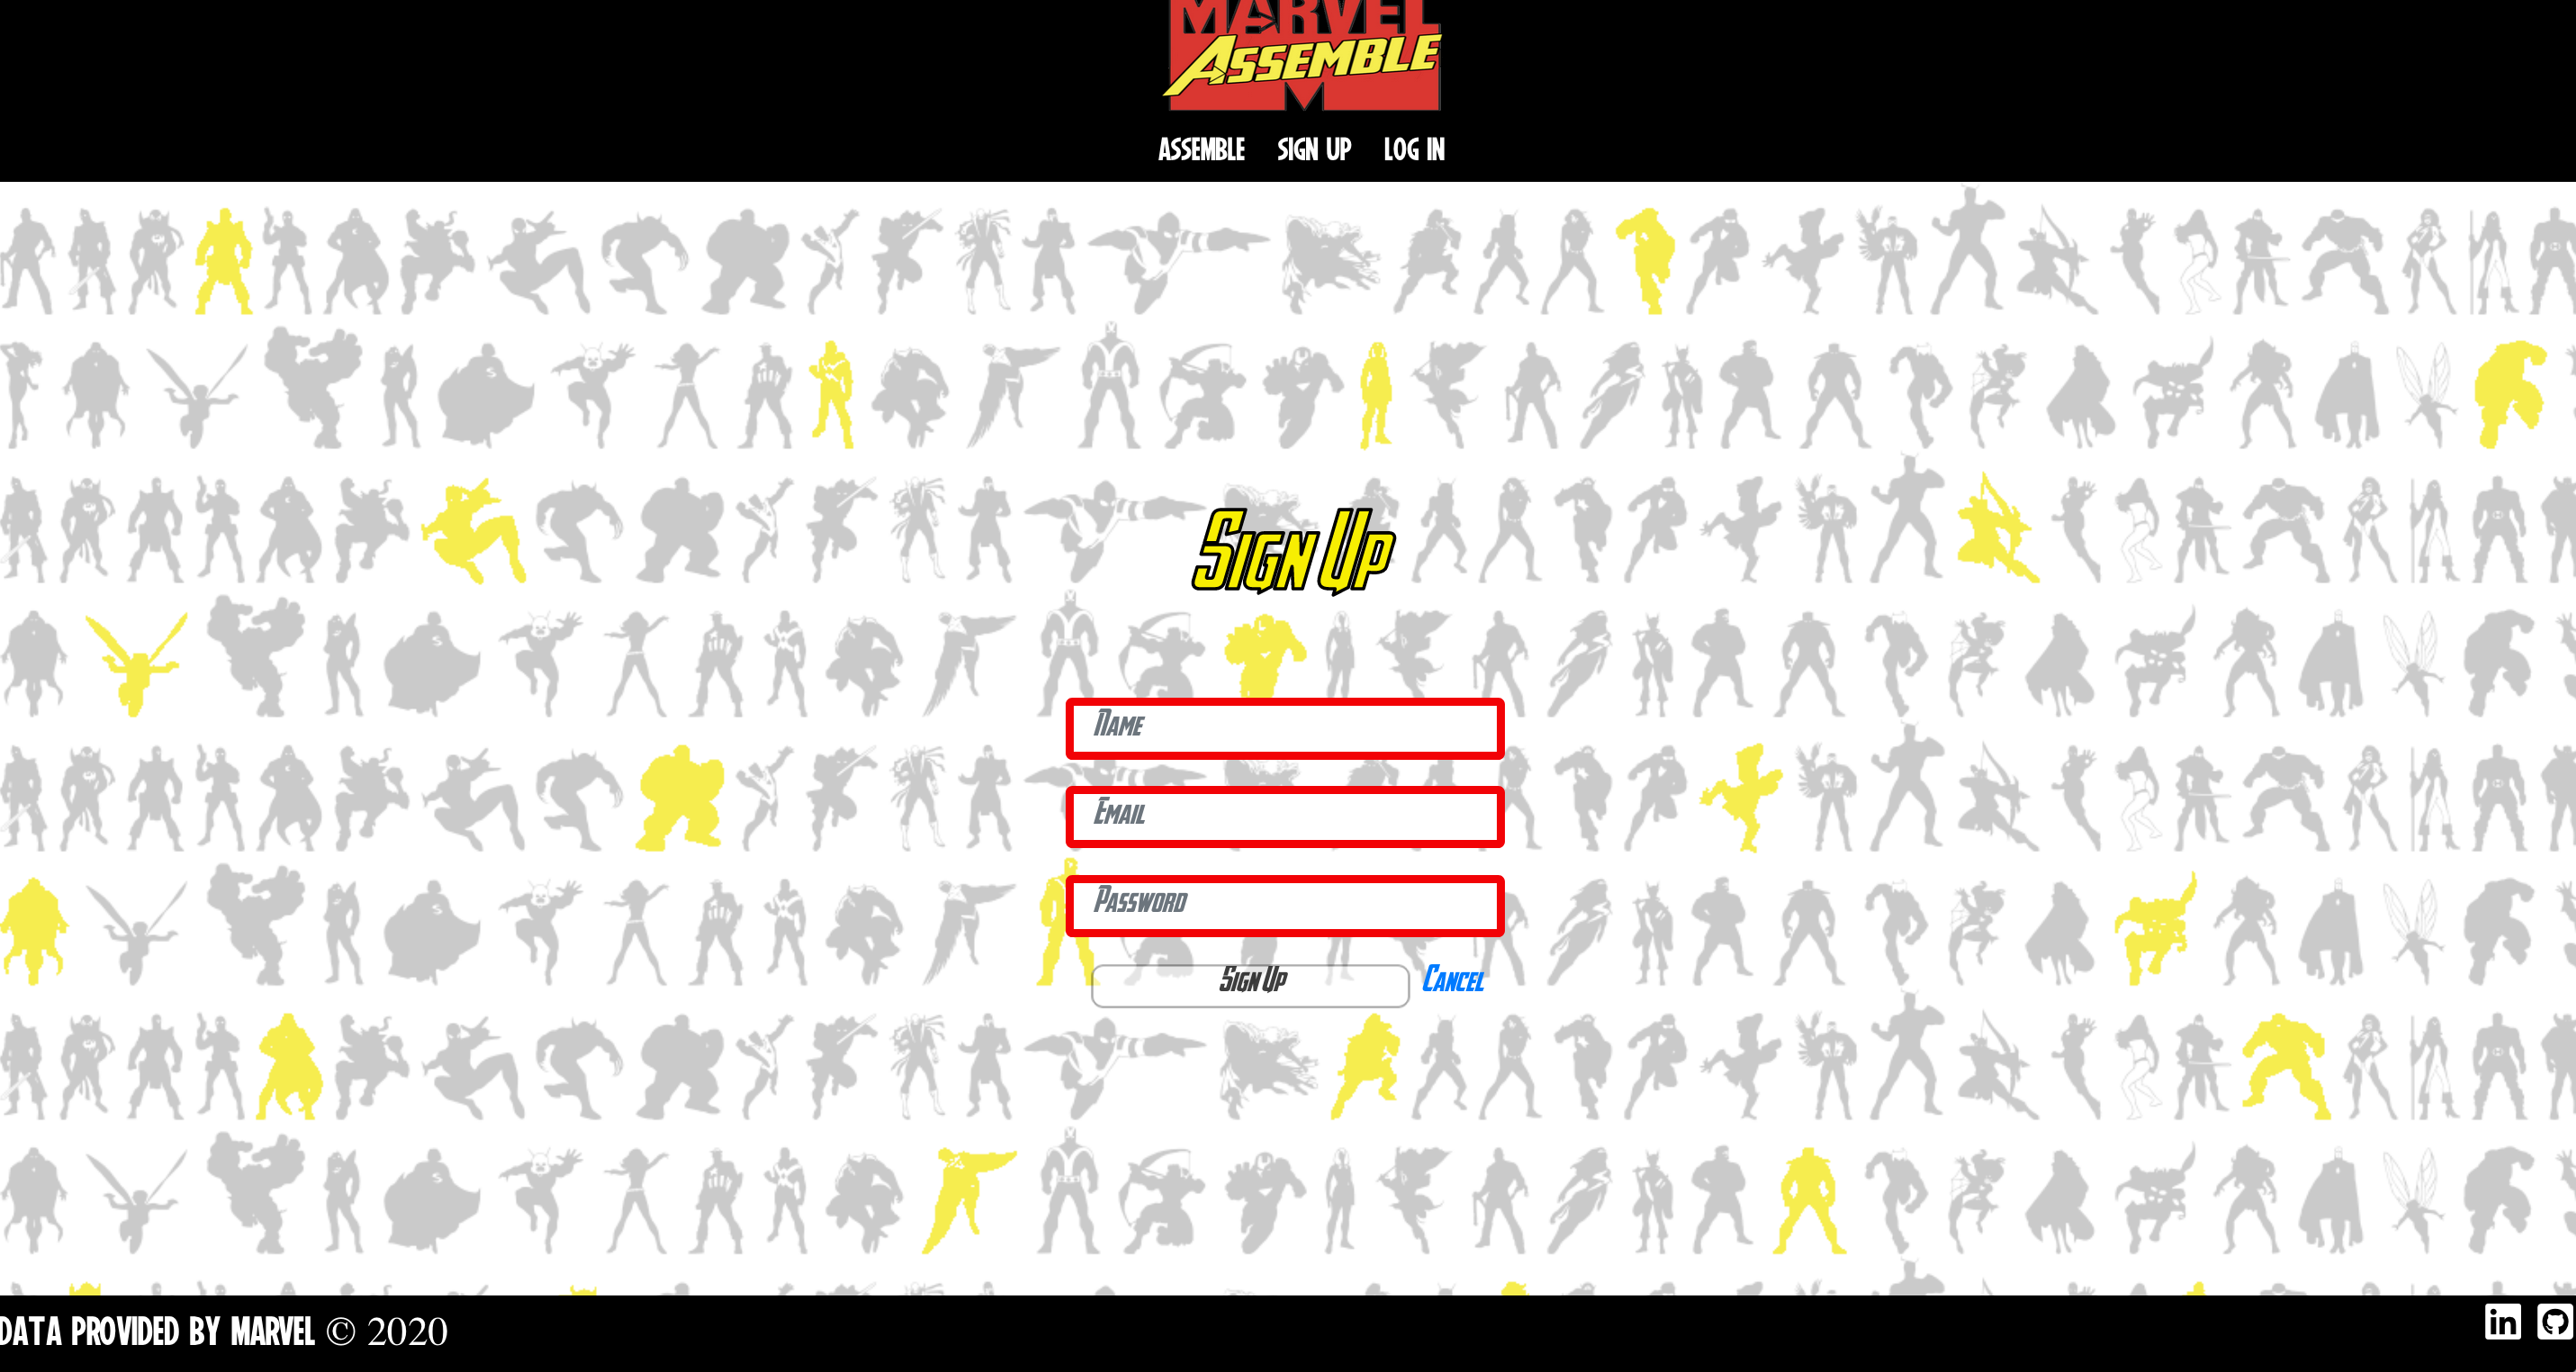 MARVEL
ASSEMBLE
ASSEMBLE SIGN UP LOG IN
SIGN UP
NAME
EMAIL
PASSWORD
SIGN UP CANCEL
DATA PROVIDED BY MARVEL © 2020
in